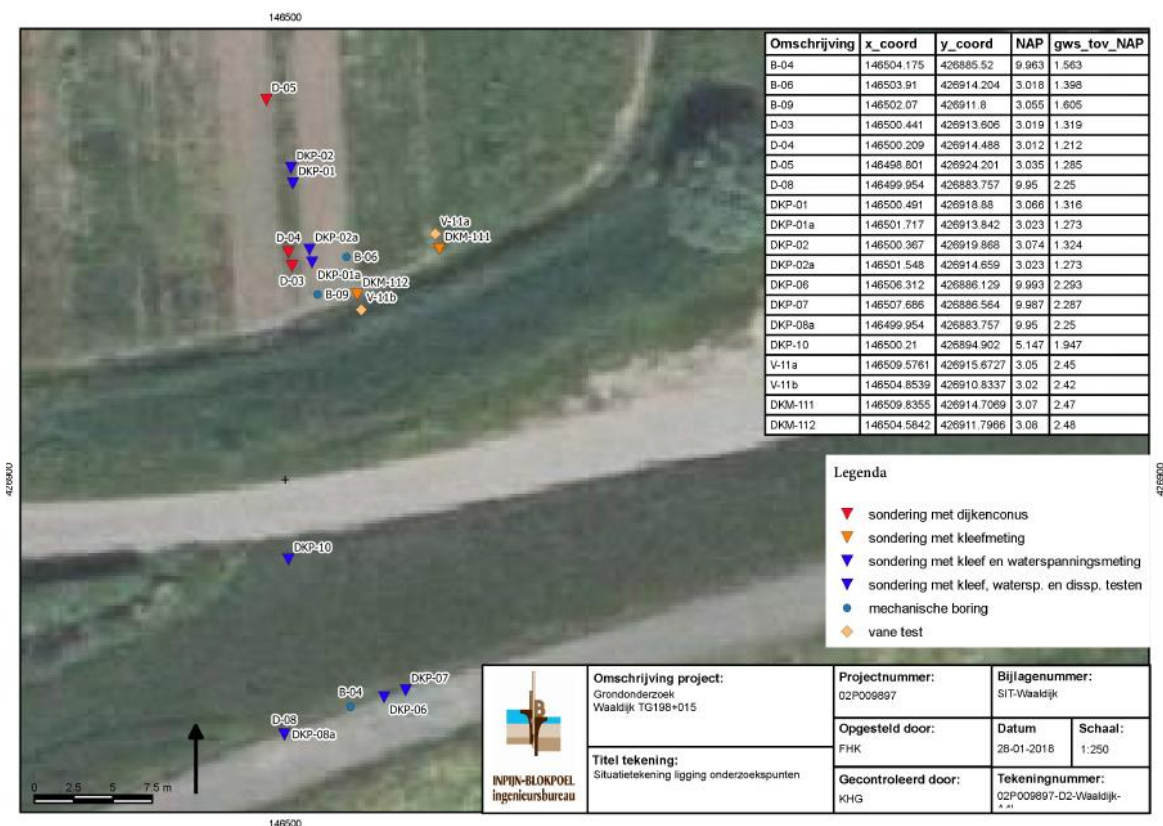 146500
D-05
DKP-02
DKP-01
V-11a
DKM-111
D-04
DKP-02a
B-06
D-03
DKP-01a
DKM-112
B-09
V-11b
426900
426900
DKP-10
DKP-07
B-04
DKP-06
D-08
DKP-08a
0 2.5 5 7.5 m
146500
Omschrijving x_coord y_coord NAP gws_tov_NAP
B-04 146504.175 426885.52 9.963 1.563
B-06 146503.91 426914.204 3.018 1.398
B-09 146502.07 426911.8 3.055 1.605
D-03 146500.441 426913.606 3.019 1.319
D-04 146500.209 426914.488 3.012 1.212
D-05 146498.801 426924.201 3.035 1.285
D-08 146499.954 426883.757 9.95 2.25
DKP-01 146500.491 426918.88 3.066 1.316
DKP-01a 146501.717 426913.842 3.023 1.273
DKP-02 146500.367 426919.868 3.074 1.324
DKP-02a 146501.548 426914.659 3.023 1.273
DKP-06 146506.312 426886.129 9.993 2.293
DKP-07 146507.686 426886.564 9.987 2.287
DKP-08a 146499.954 426883.757 9.95 2.25
DKP-10 146500.21 426894.902 5.147 1.947
V-11a 146509.5761 426915.6727 3.05 2.45
V-11b 146504.8539 426910.8337 3.02 2.42
DKM-111 146509.8355 426914.7069 3.07 2.47
DKM-112 146504.5842 426911.7966 3.08 2.48
Legenda
sondering met dijkenconus
sondering met kleefmeting
sondering met kleef en waterspanningsmeting
sondering met kleef, watersp. en dissp. testen
mechanische boring
vane test
B
INPIJN-BLOKPOEL
ingenieursbureau
Omschrijving project:
Grondonderzoek
Waaldijk TG198+015
Titel tekening:
Situatietekening ligging onderzoekspunten
Projectnummer:
02P009897
Bijlagenummer:
SIT-Waaldijk
Opgesteld door:
FHK
Datum
28-01-2018
Schaal:
1:250
Gecontroleerd door:
KHG
Tekeningnummer:
02P009897-D2-Waaldijk-